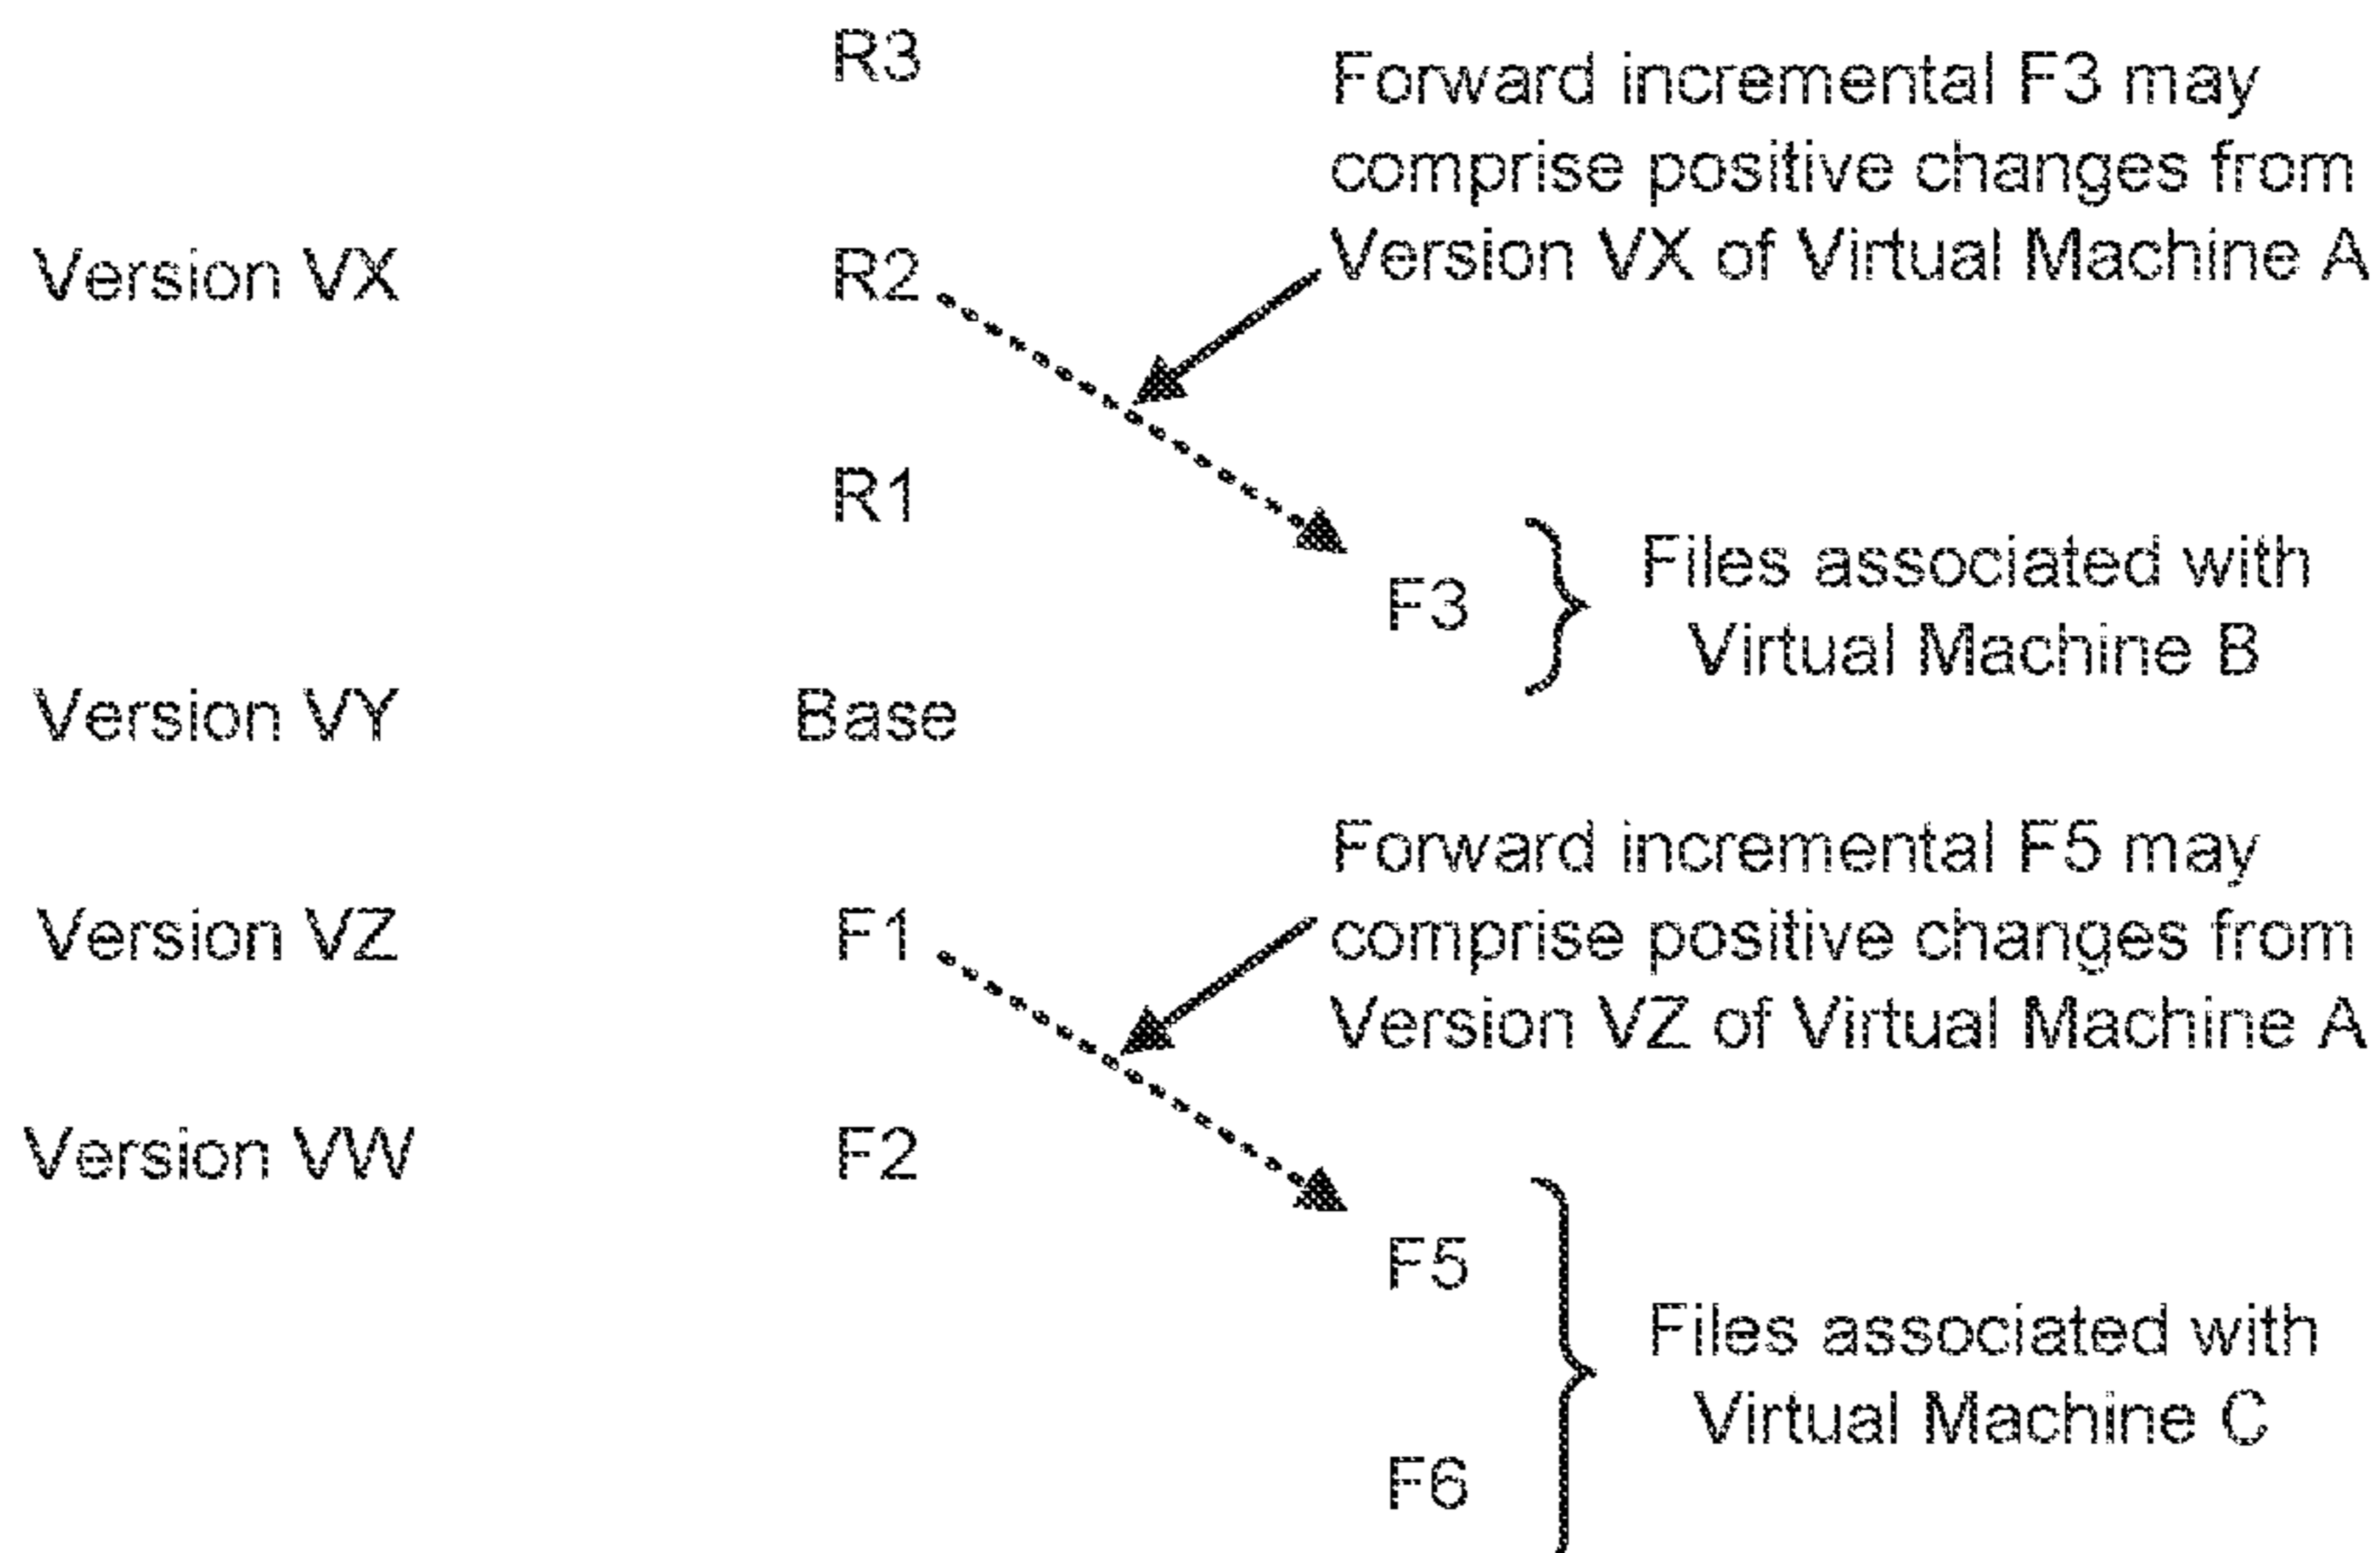 R3
Forward incremental F3 may
comprise positive changes from
Version VX of Virtual Machine A
Version VX
R2
R1
F3
Files associated with
Virtual Machine B
Version VY
Base
Forward incremental F5 may
comprise positive changes from
Version VZ of Virtual Machine A
Version VZ
F1
Version VW
F2
F5
Files associated with
Virtual Machine C
F6